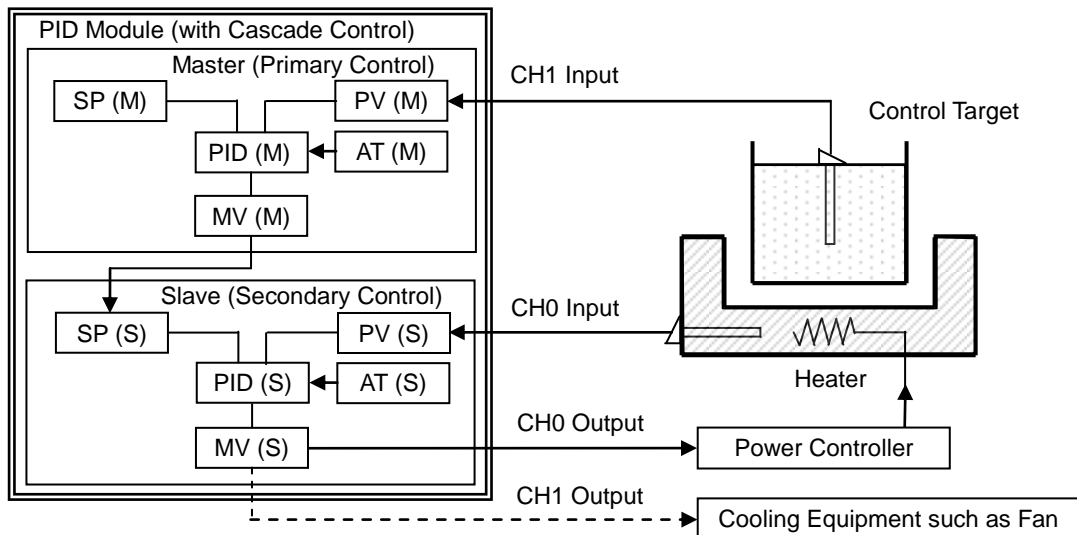 PID Module (with Cascade Control)
Master (Primary Control)
CH1 Input
SP (M)
PV (M)
Control Target
PID (M)
AT (M)
MV (M)
Slave (Secondary Control)
CH0 Input
SP (S)
PV (S)
PID (S)
AT (S)
Heater
CH0 Output
MV (S)
Power Controller
CH1 Output
Cooling Equipment such as Fan